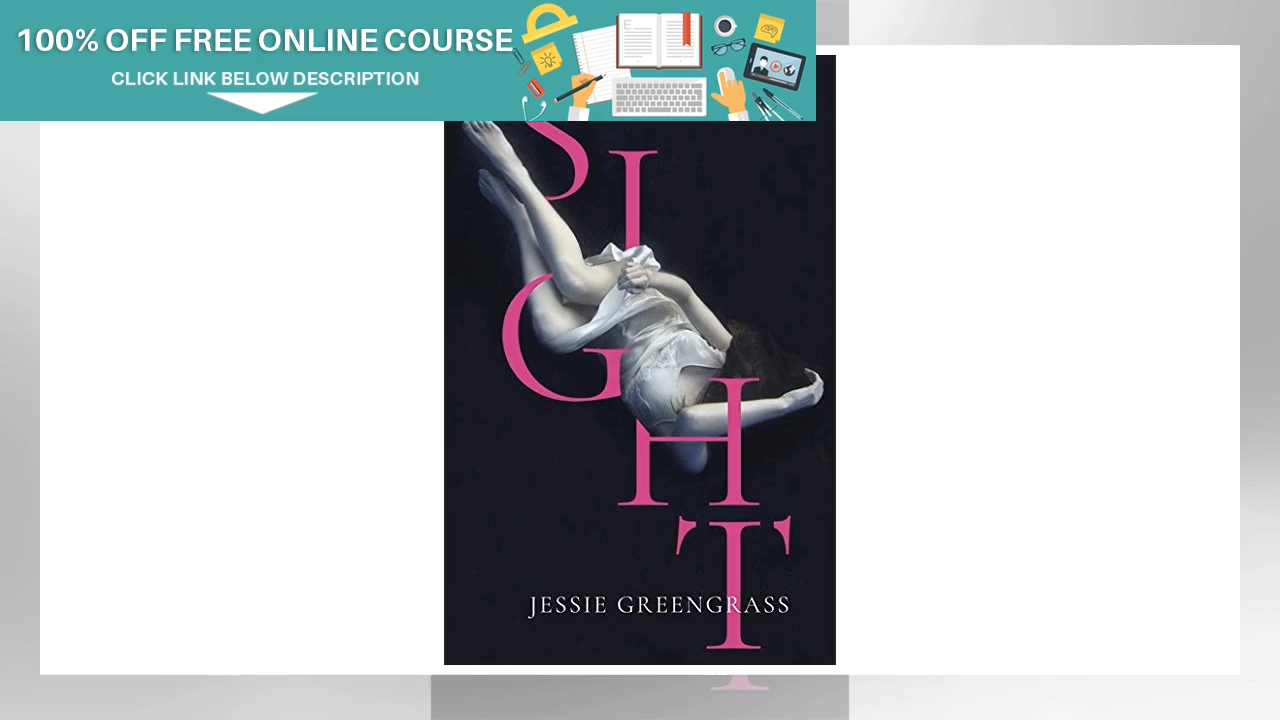 100% OFF FREE ONLINE COURSE
CLICK LINK BELOW DESCRIPTION
SIGHT
JESSIE GREENGRASS